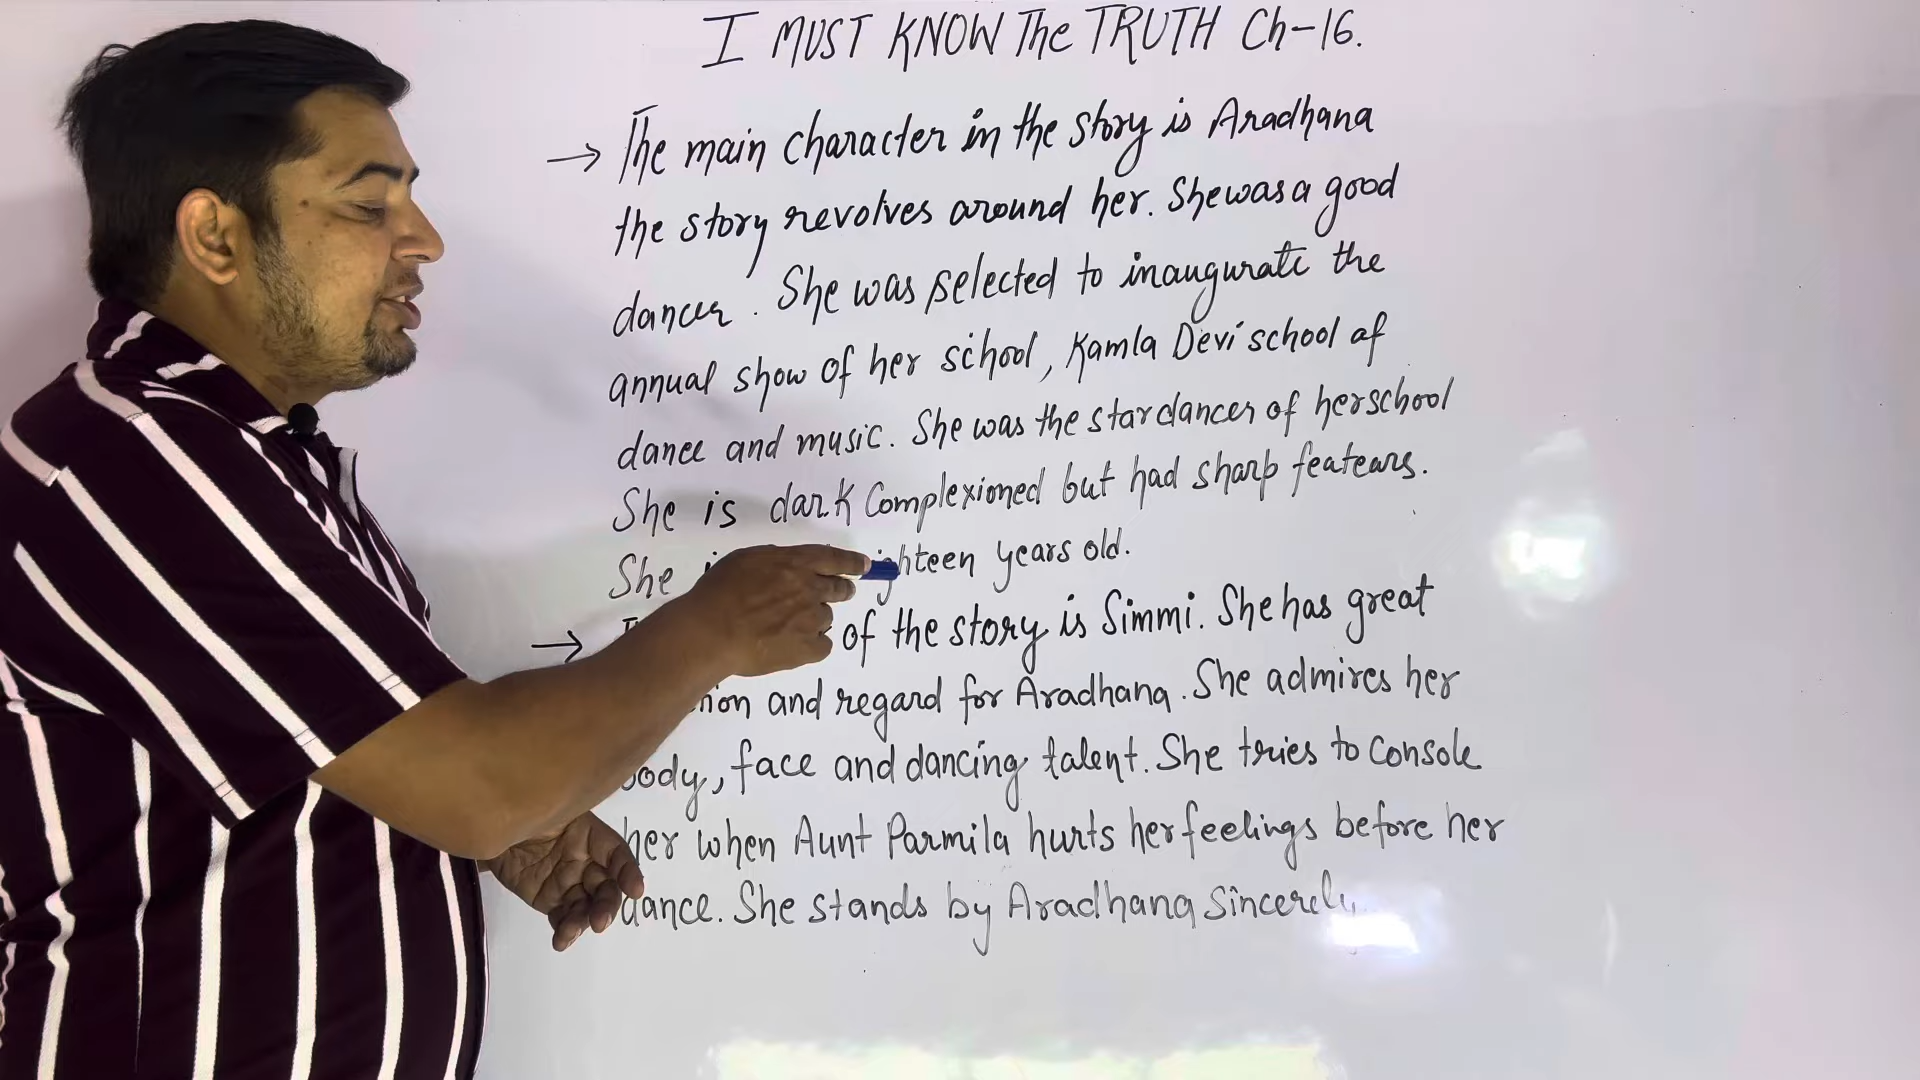 I MUST KNOW The TRUTH Ch-16.
→ The main character in the story is Aradhana
the story revolves around her. She was a good
dancer. She was selected to inaugurate the
annual show of her school, Kamla Devi school of
dance and music. She was the star dancer of her school
She is dark Complexioned but had sharp featears.
She years old.
→ of the story is Simmi. She has great
and regard for Aradhana. She admires her
body, face and dancing talent. She tries to console
her when Aunt Parmila hurts her feelings before her
dance. She stands by Aradhana Sincerely